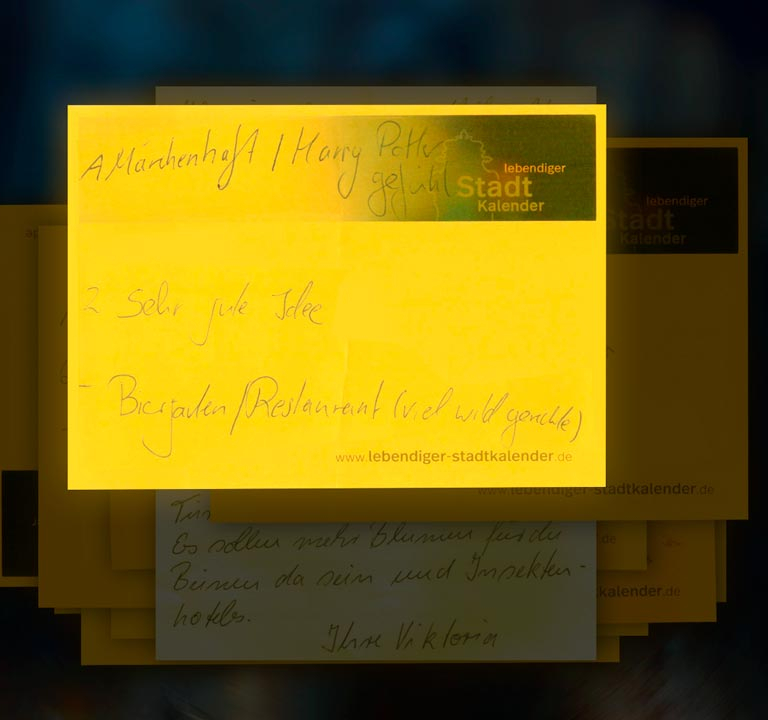 1 Märchenhaft / Harry Potter
gefühl
lebendiger
Stadt
Kalender
2 Sehr gute Idee
- Biergarten/Restaurant (viel wild gerichte)
www.lebendiger-stadtkalender.de
lebendiger
Stadt
Kalender
www.lebendiger-stadtkalender.de
Es sollen mehr Blumen für die
Bienen da sein und Insekten-
hotels.
stadtkalender.de
Ihre Viktoria